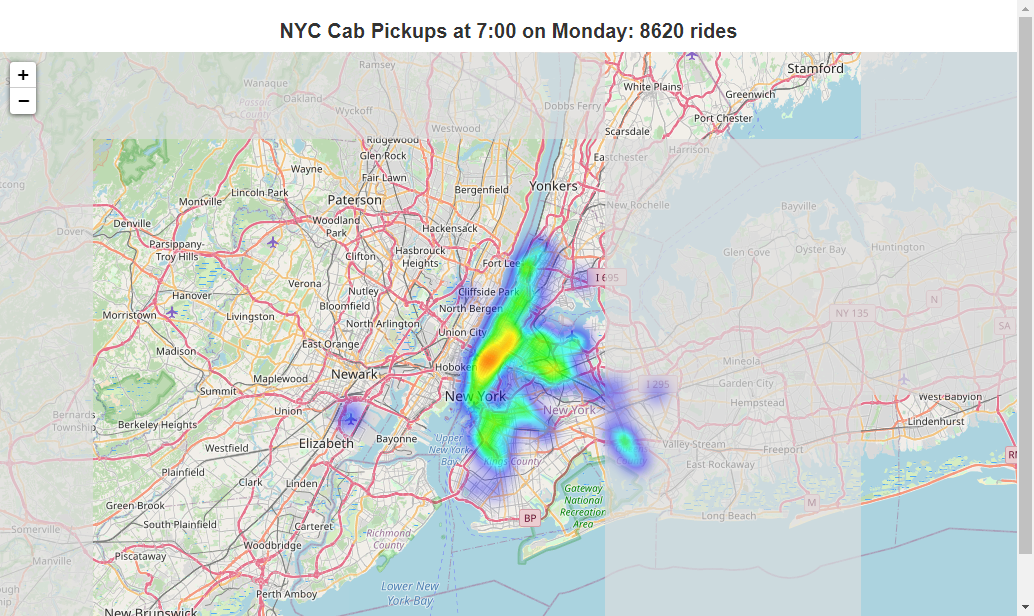 NYC Cab Pickups at 7:00 on Monday: 8620 rides
+
−
Ramsey
Stamford
Wanaque
Oakland
Wyckoff
Dobbs Ferry
White Plains
Greenwich
Port Chester
Westwood
Scarsdale
Ridgewood
Glen Rock
Eastchester
Harrison
Wayne
Fair Lawn
Lincoln Park
Bergenfield
Yonkers
Montville
Paterson
New Rochelle
Bayville
Denville
Woodland
Park
Hackensack
Dover
Parsippany-
Troy Hills
Clifton
Hasbrouck
Heights
Fort Lee
Glen Cove
Oyster Bay
Huntington
I 695
Verona
Nutley
Cliffside Park
Hanover
Bloomfield
North Bergen
N
Morristown
Livingston
North Arlington
NY 135
SA
Union City
East Orange
Madison
Mineola
Newark
Hoboken
Summit
Maplewood
I 295
Garden City
New York
West Babylon
Union
New York
Hempstead
Bernards
Township
Berkeley Heights
Lindenhurst
Elizabeth
Bayonne
Upper
New York
Bay
Kings County
Valley Stream
Freeport
Westfield
East Rockaway
Plainfield
Clark
Linden
Gateway
National
Recreation
Area
Green Brook
M
BP
Long Beach
South Plainfield
Carteret
Somerville
Richmond
County
Woodbridge
Manville
Piscataway
Lower New
York Bay
Perth Amboy
New Brunswick